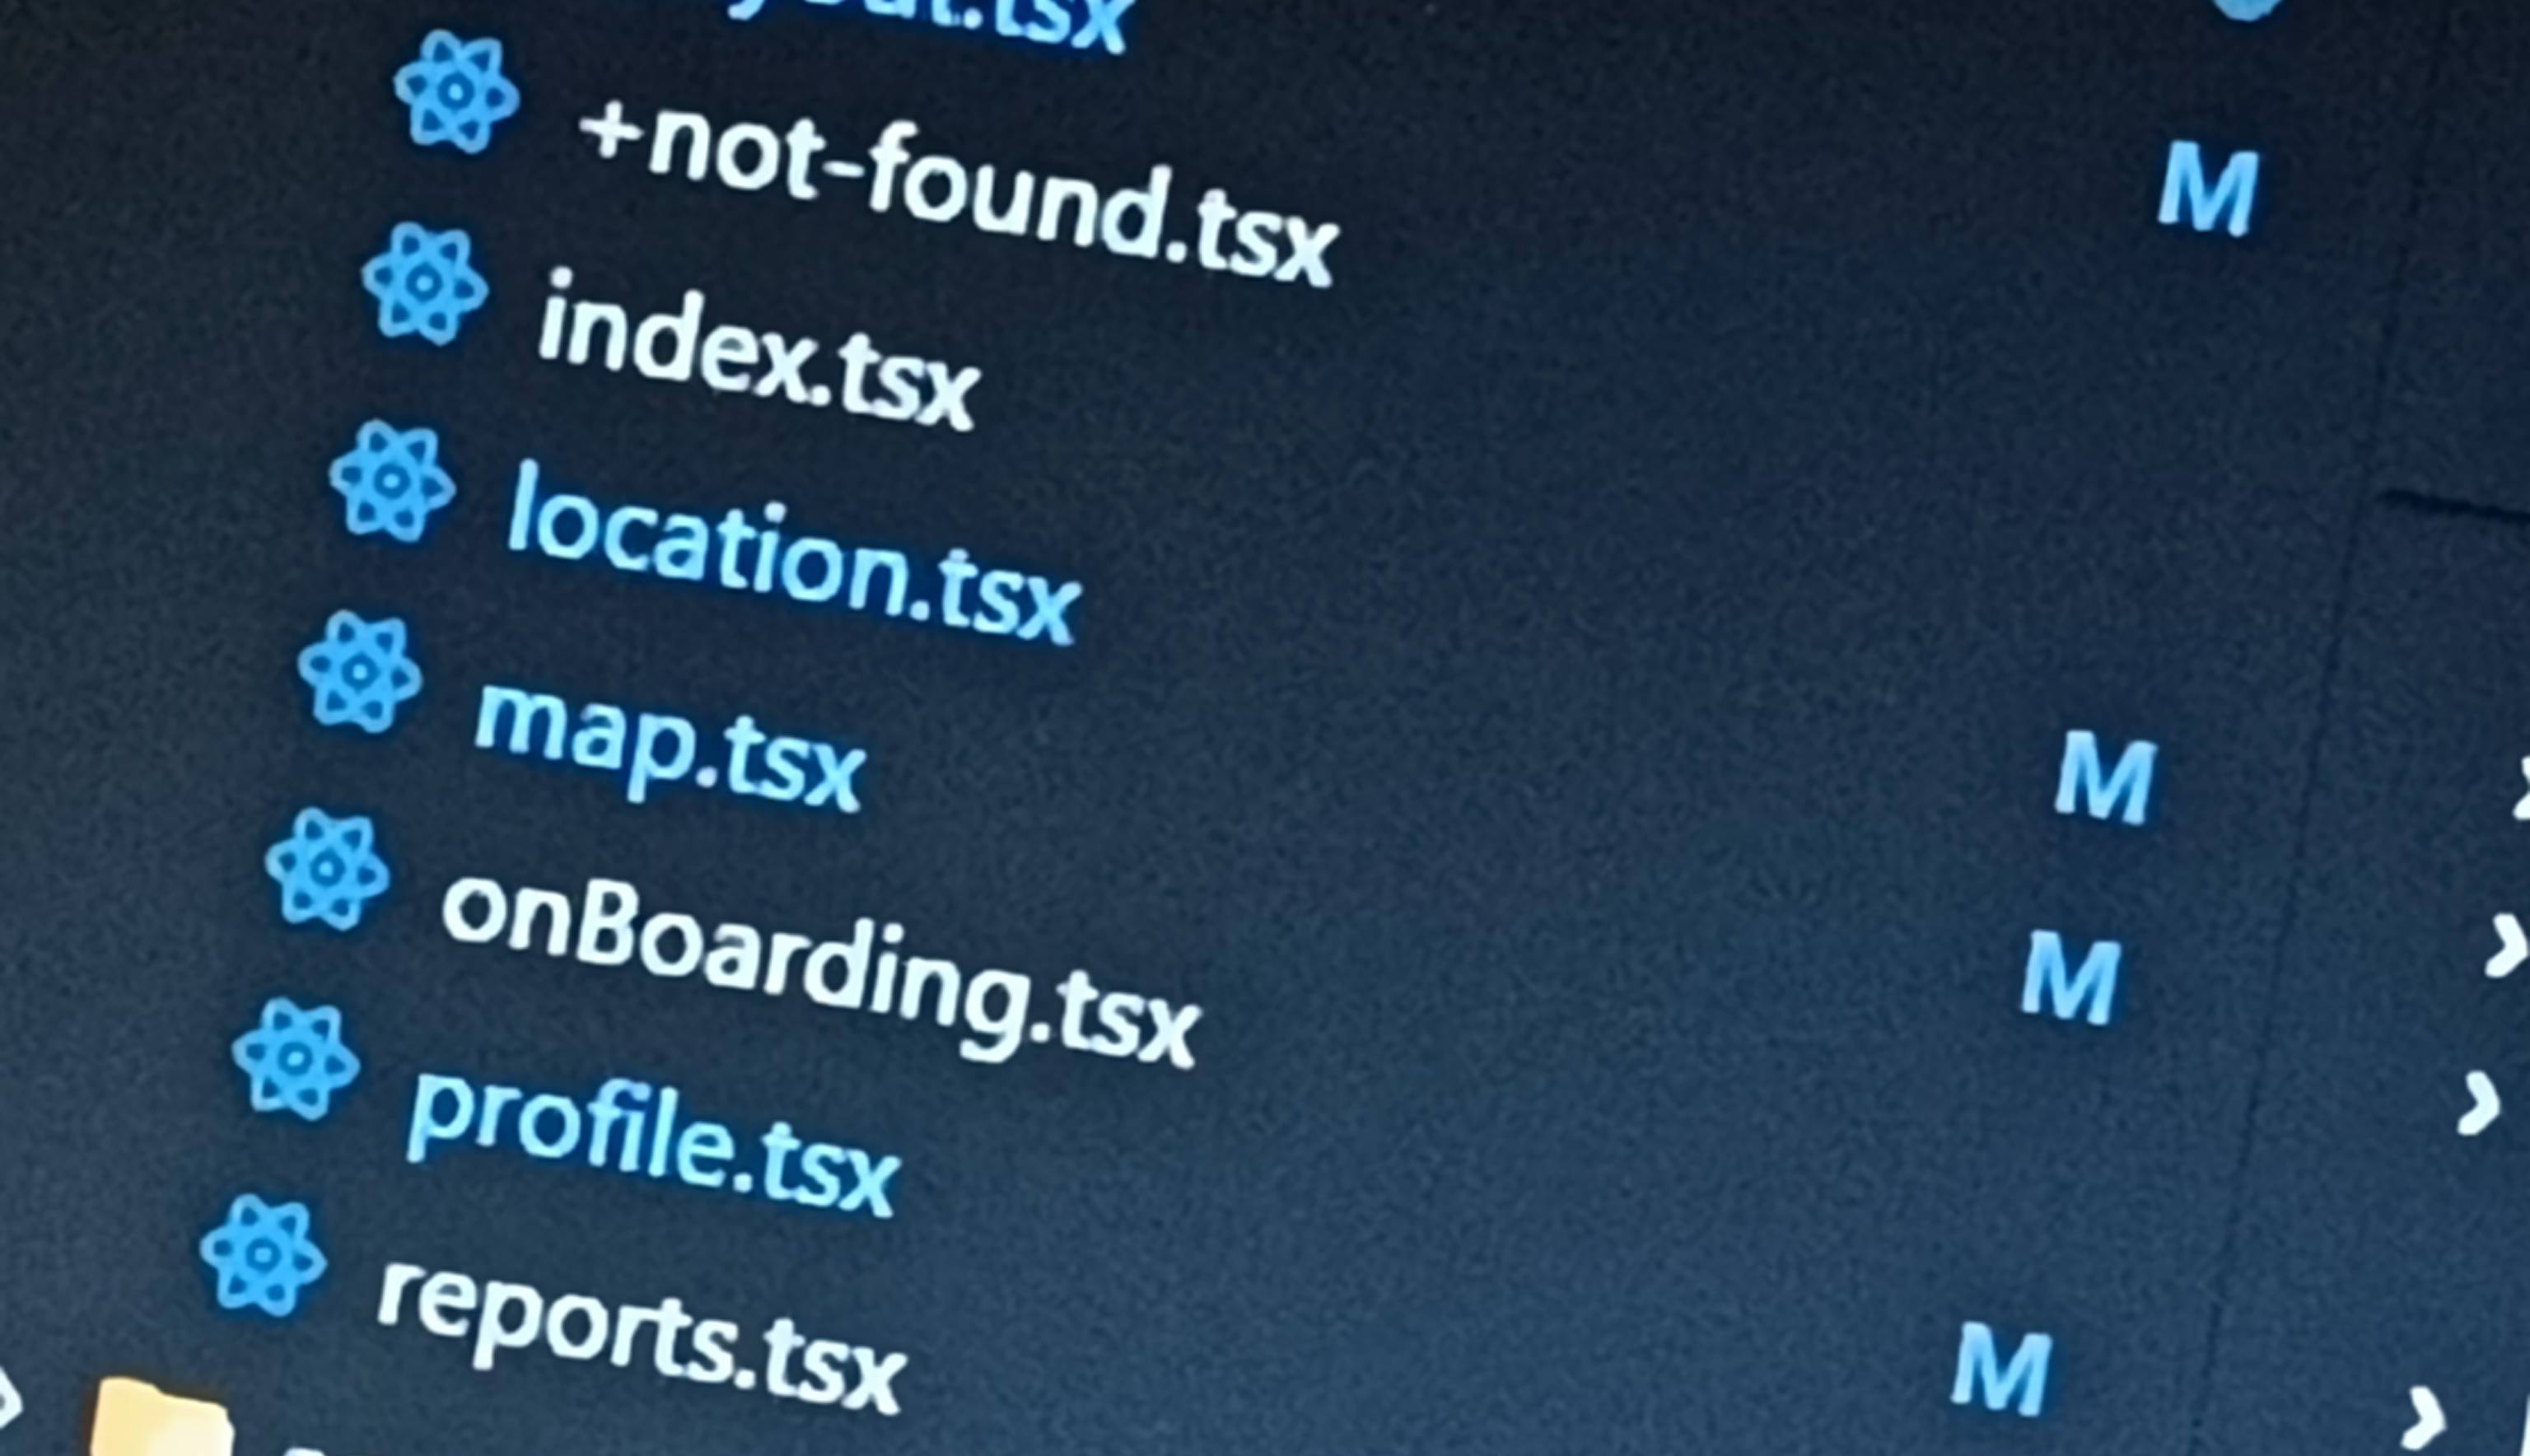 M
+not-found.tsx
index.tsx
location.tsx M
map.tsx M
onBoarding.tsx
profile.tsx M
reports.tsx